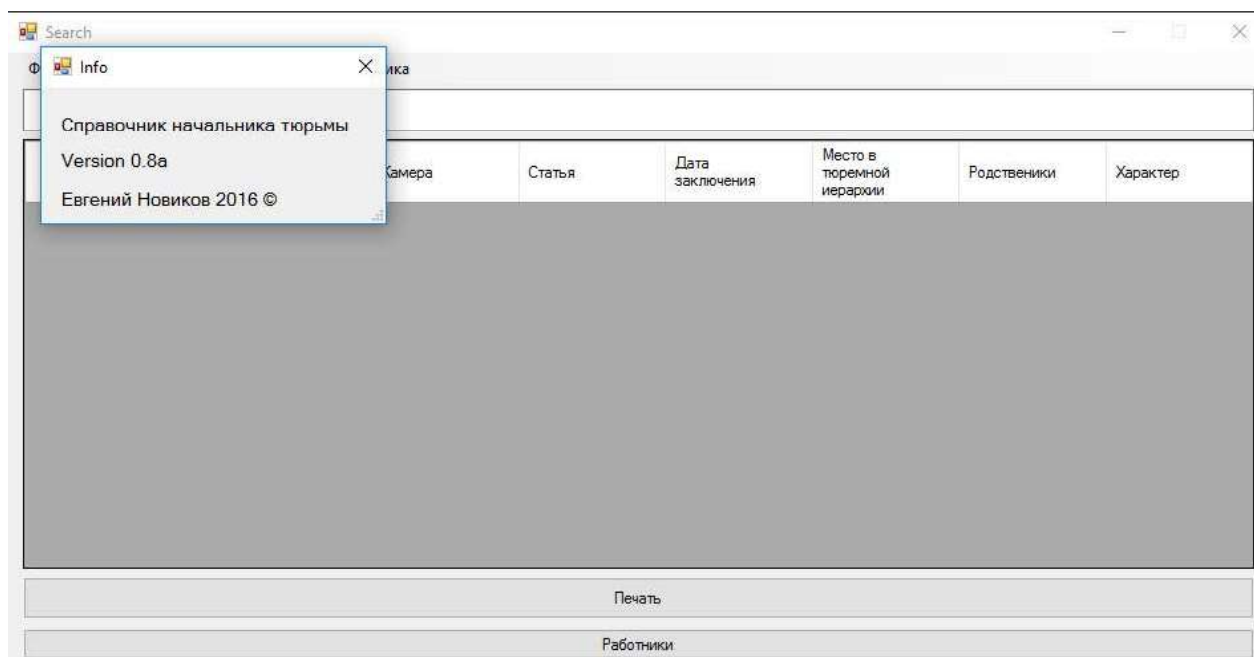 Search
Info
Справочник начальника тюрьмы
Version 0.8a
Евгений Новиков 2016 ©
Камера
Статья
Дата
заключения
Место в
тюремной
иерархии
Родственики
Характер
Печать
Работники